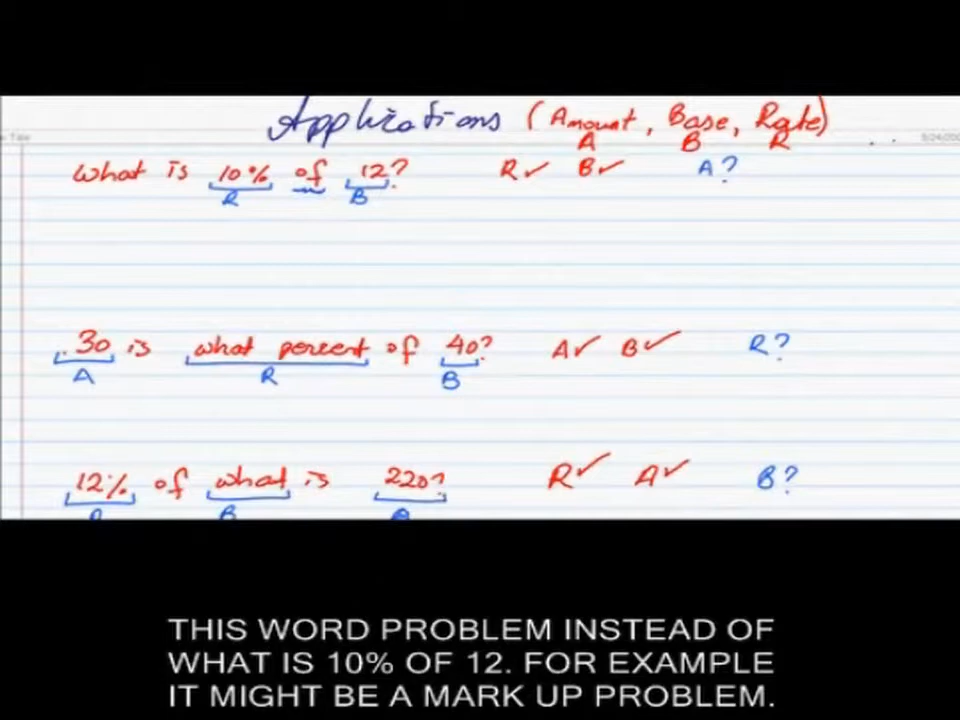 Applications (Amount, Base, Rate)
A B R
What is 10% of 12? R✓ B✓ A?
R B
30 is what percent of 40? A✓ B✓ R?
A R B
12% of what is 220? R✓ A✓ B?
B
THIS WORD PROBLEM INSTEAD OF
WHAT IS 10% OF 12. FOR EXAMPLE
IT MIGHT BE A MARK UP PROBLEM.